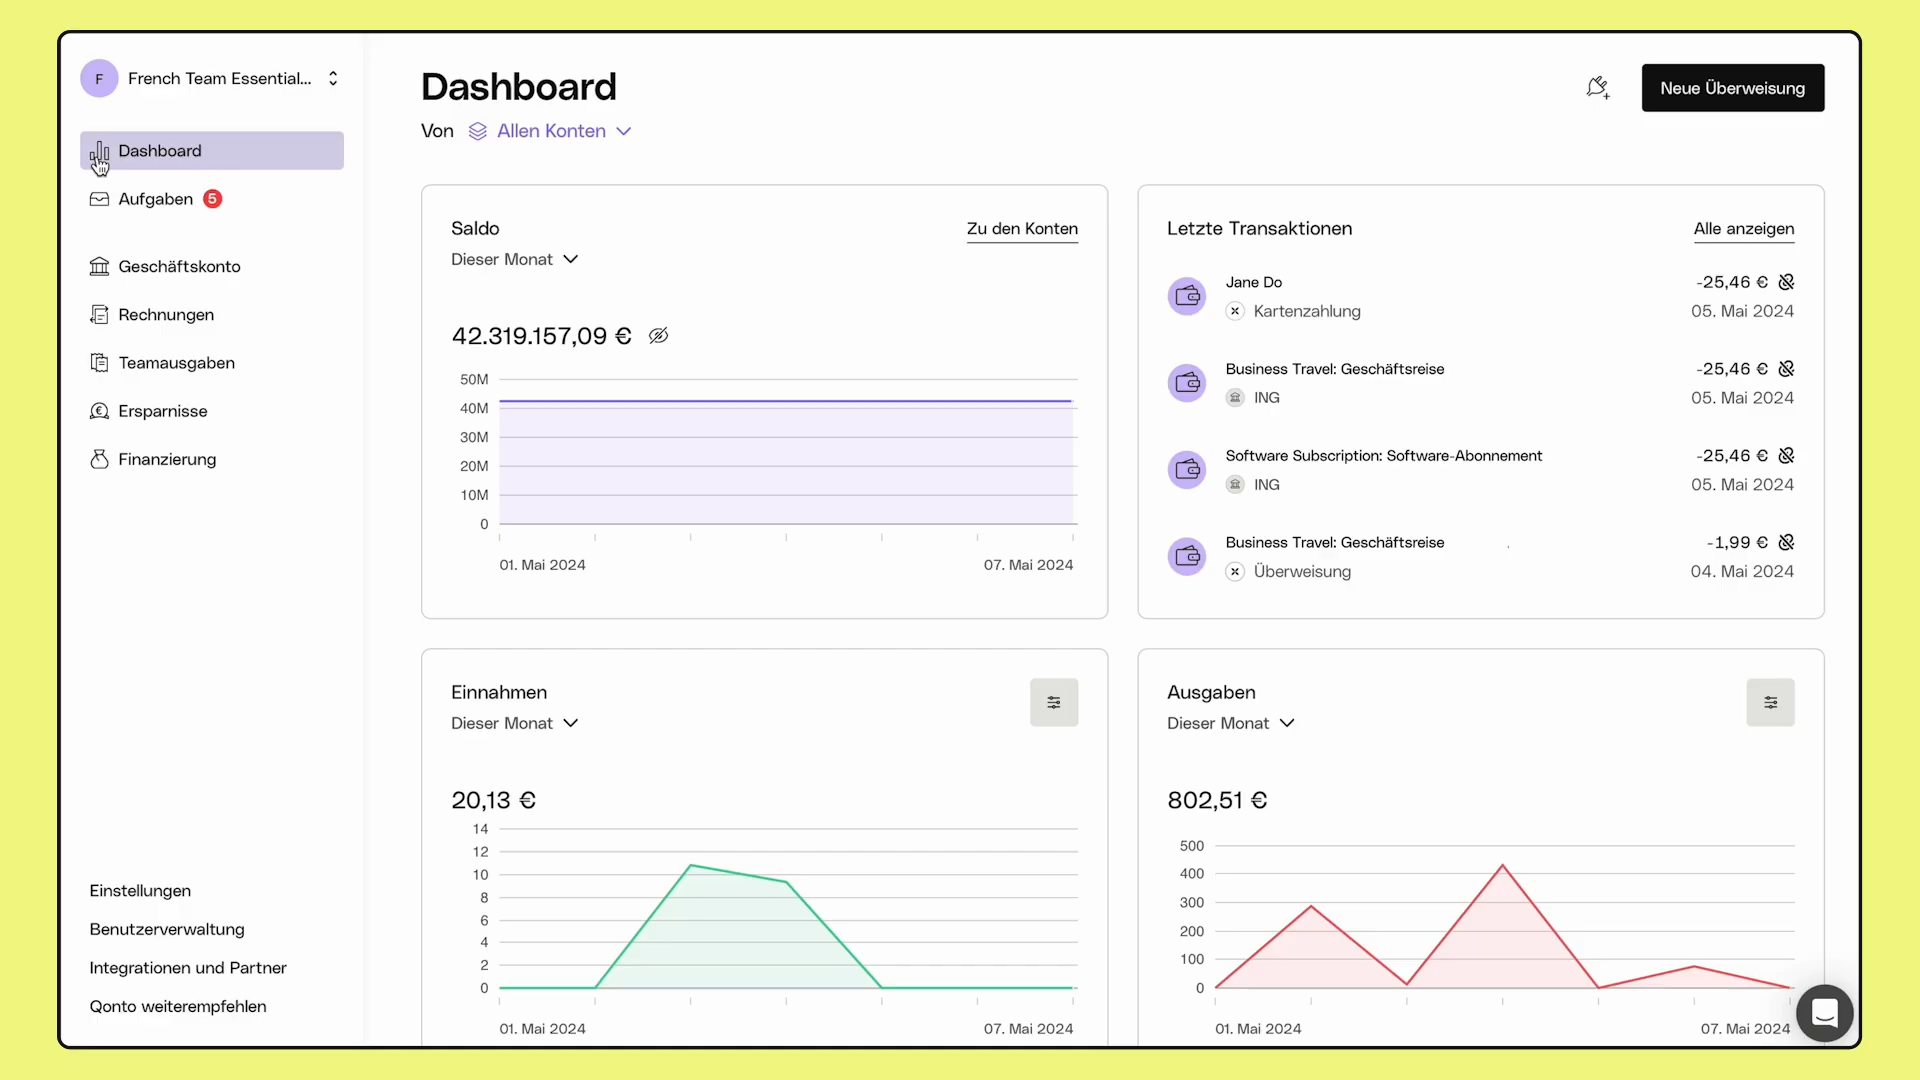 F
French Team Essential...
Dashboard
Aufgaben 5
Geschäftskonto
Rechnungen
Teamausgaben
Ersparnisse
Finanzierung
Einstellungen
Benutzerverwaltung
Integrationen und Partner
Qonto weiterempfehlen
Dashboard
Von Allen Konten
Neue Überweisung
Saldo
Zu den Konten
Dieser Monat
42.319.157,09 €
50M
40M
30M
20M
10M
0
01. Mai 2024
07. Mai 2024
Letzte Transaktionen
Alle anzeigen
Jane Do
-25,46 €
Kartenzahlung
05. Mai 2024
Business Travel: Geschäftsreise
-25,46 €
ING
05. Mai 2024
Software Subscription: Software-Abonnement
-25,46 €
ING
05. Mai 2024
Business Travel: Geschäftsreise
-1,99 €
Überweisung
04. Mai 2024
Einnahmen
Dieser Monat
20,13 €
14
12
10
8
6
4
2
0
01. Mai 2024
07. Mai 2024
Ausgaben
Dieser Monat
802,51 €
500
400
300
200
100
0
01. Mai 2024
07. Mai 2024